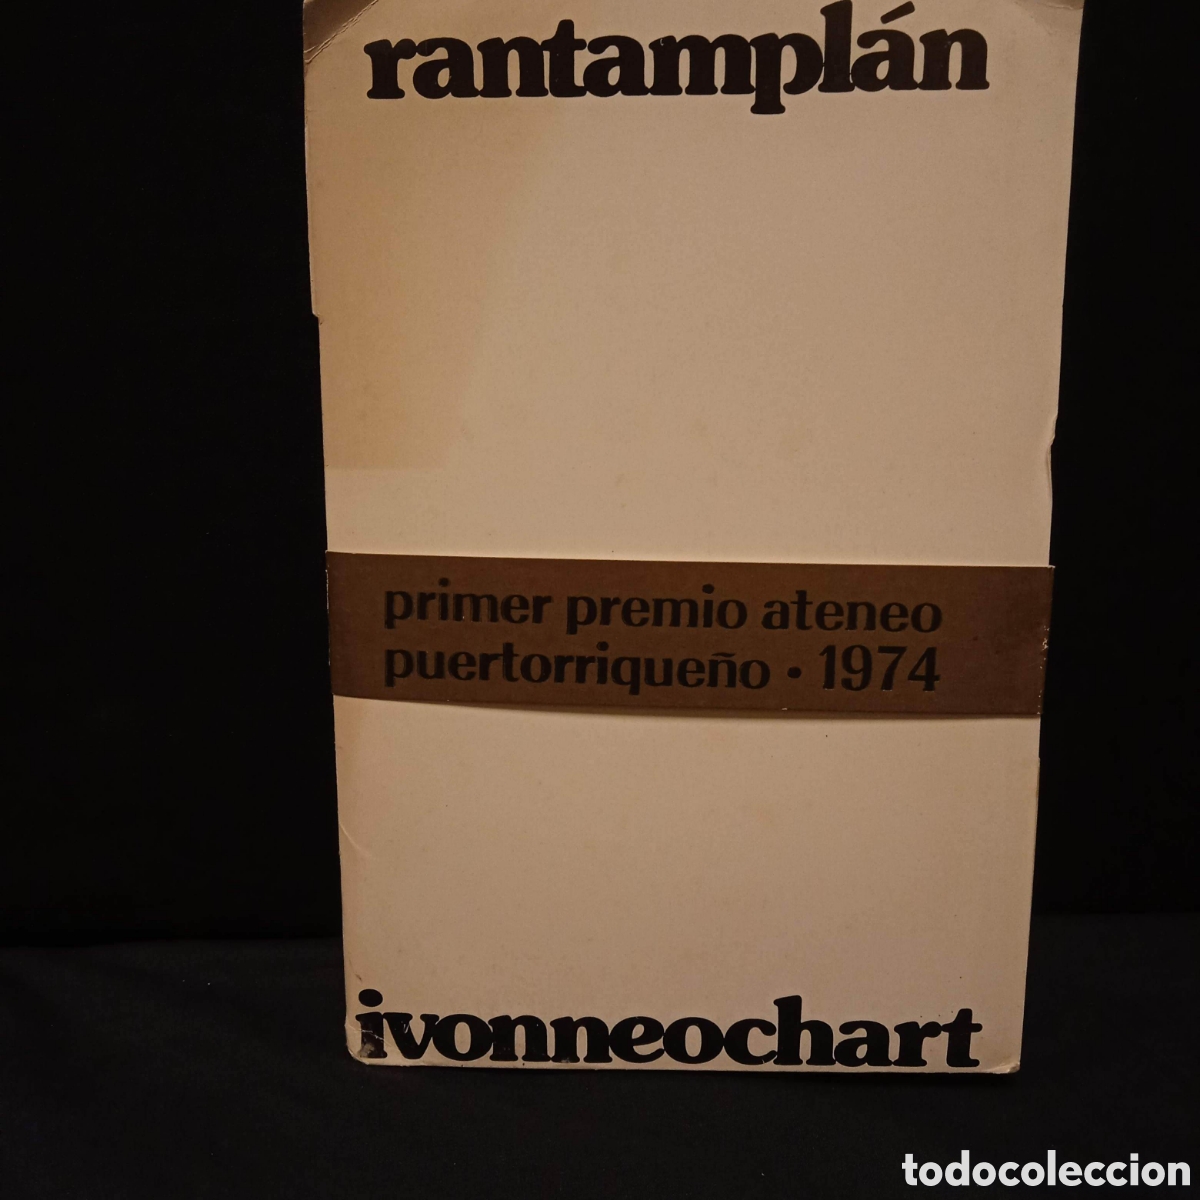 rantamplán
primer premio ateneo
puertorriqueño • 1974
ivonneochart
todocoleccion